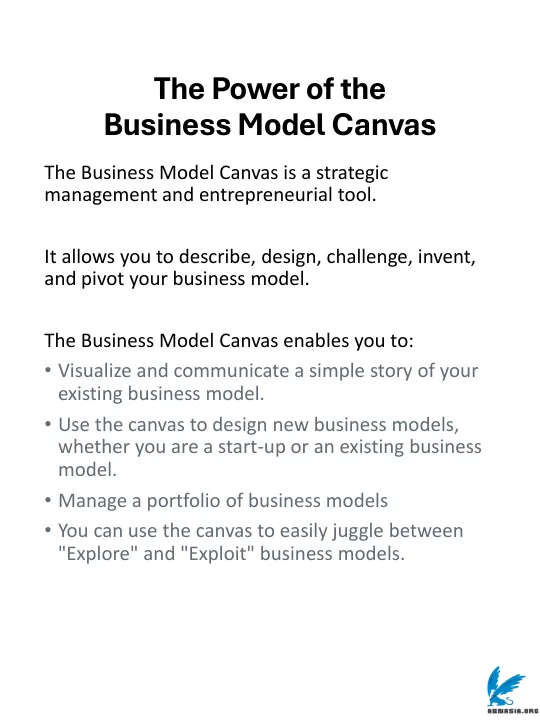 The Power of the
Business Model Canvas
The Business Model Canvas is a strategic
management and entrepreneurial tool.
It allows you to describe, design, challenge, invent,
and pivot your business model.
The Business Model Canvas enables you to:
• Visualize and communicate a simple story of your
existing business model.
• Use the canvas to design new business models,
whether you are a start-up or an existing business
model.
• Manage a portfolio of business models
• You can use the canvas to easily juggle between
"Explore" and "Exploit" business models.
ABMASIA.ORG